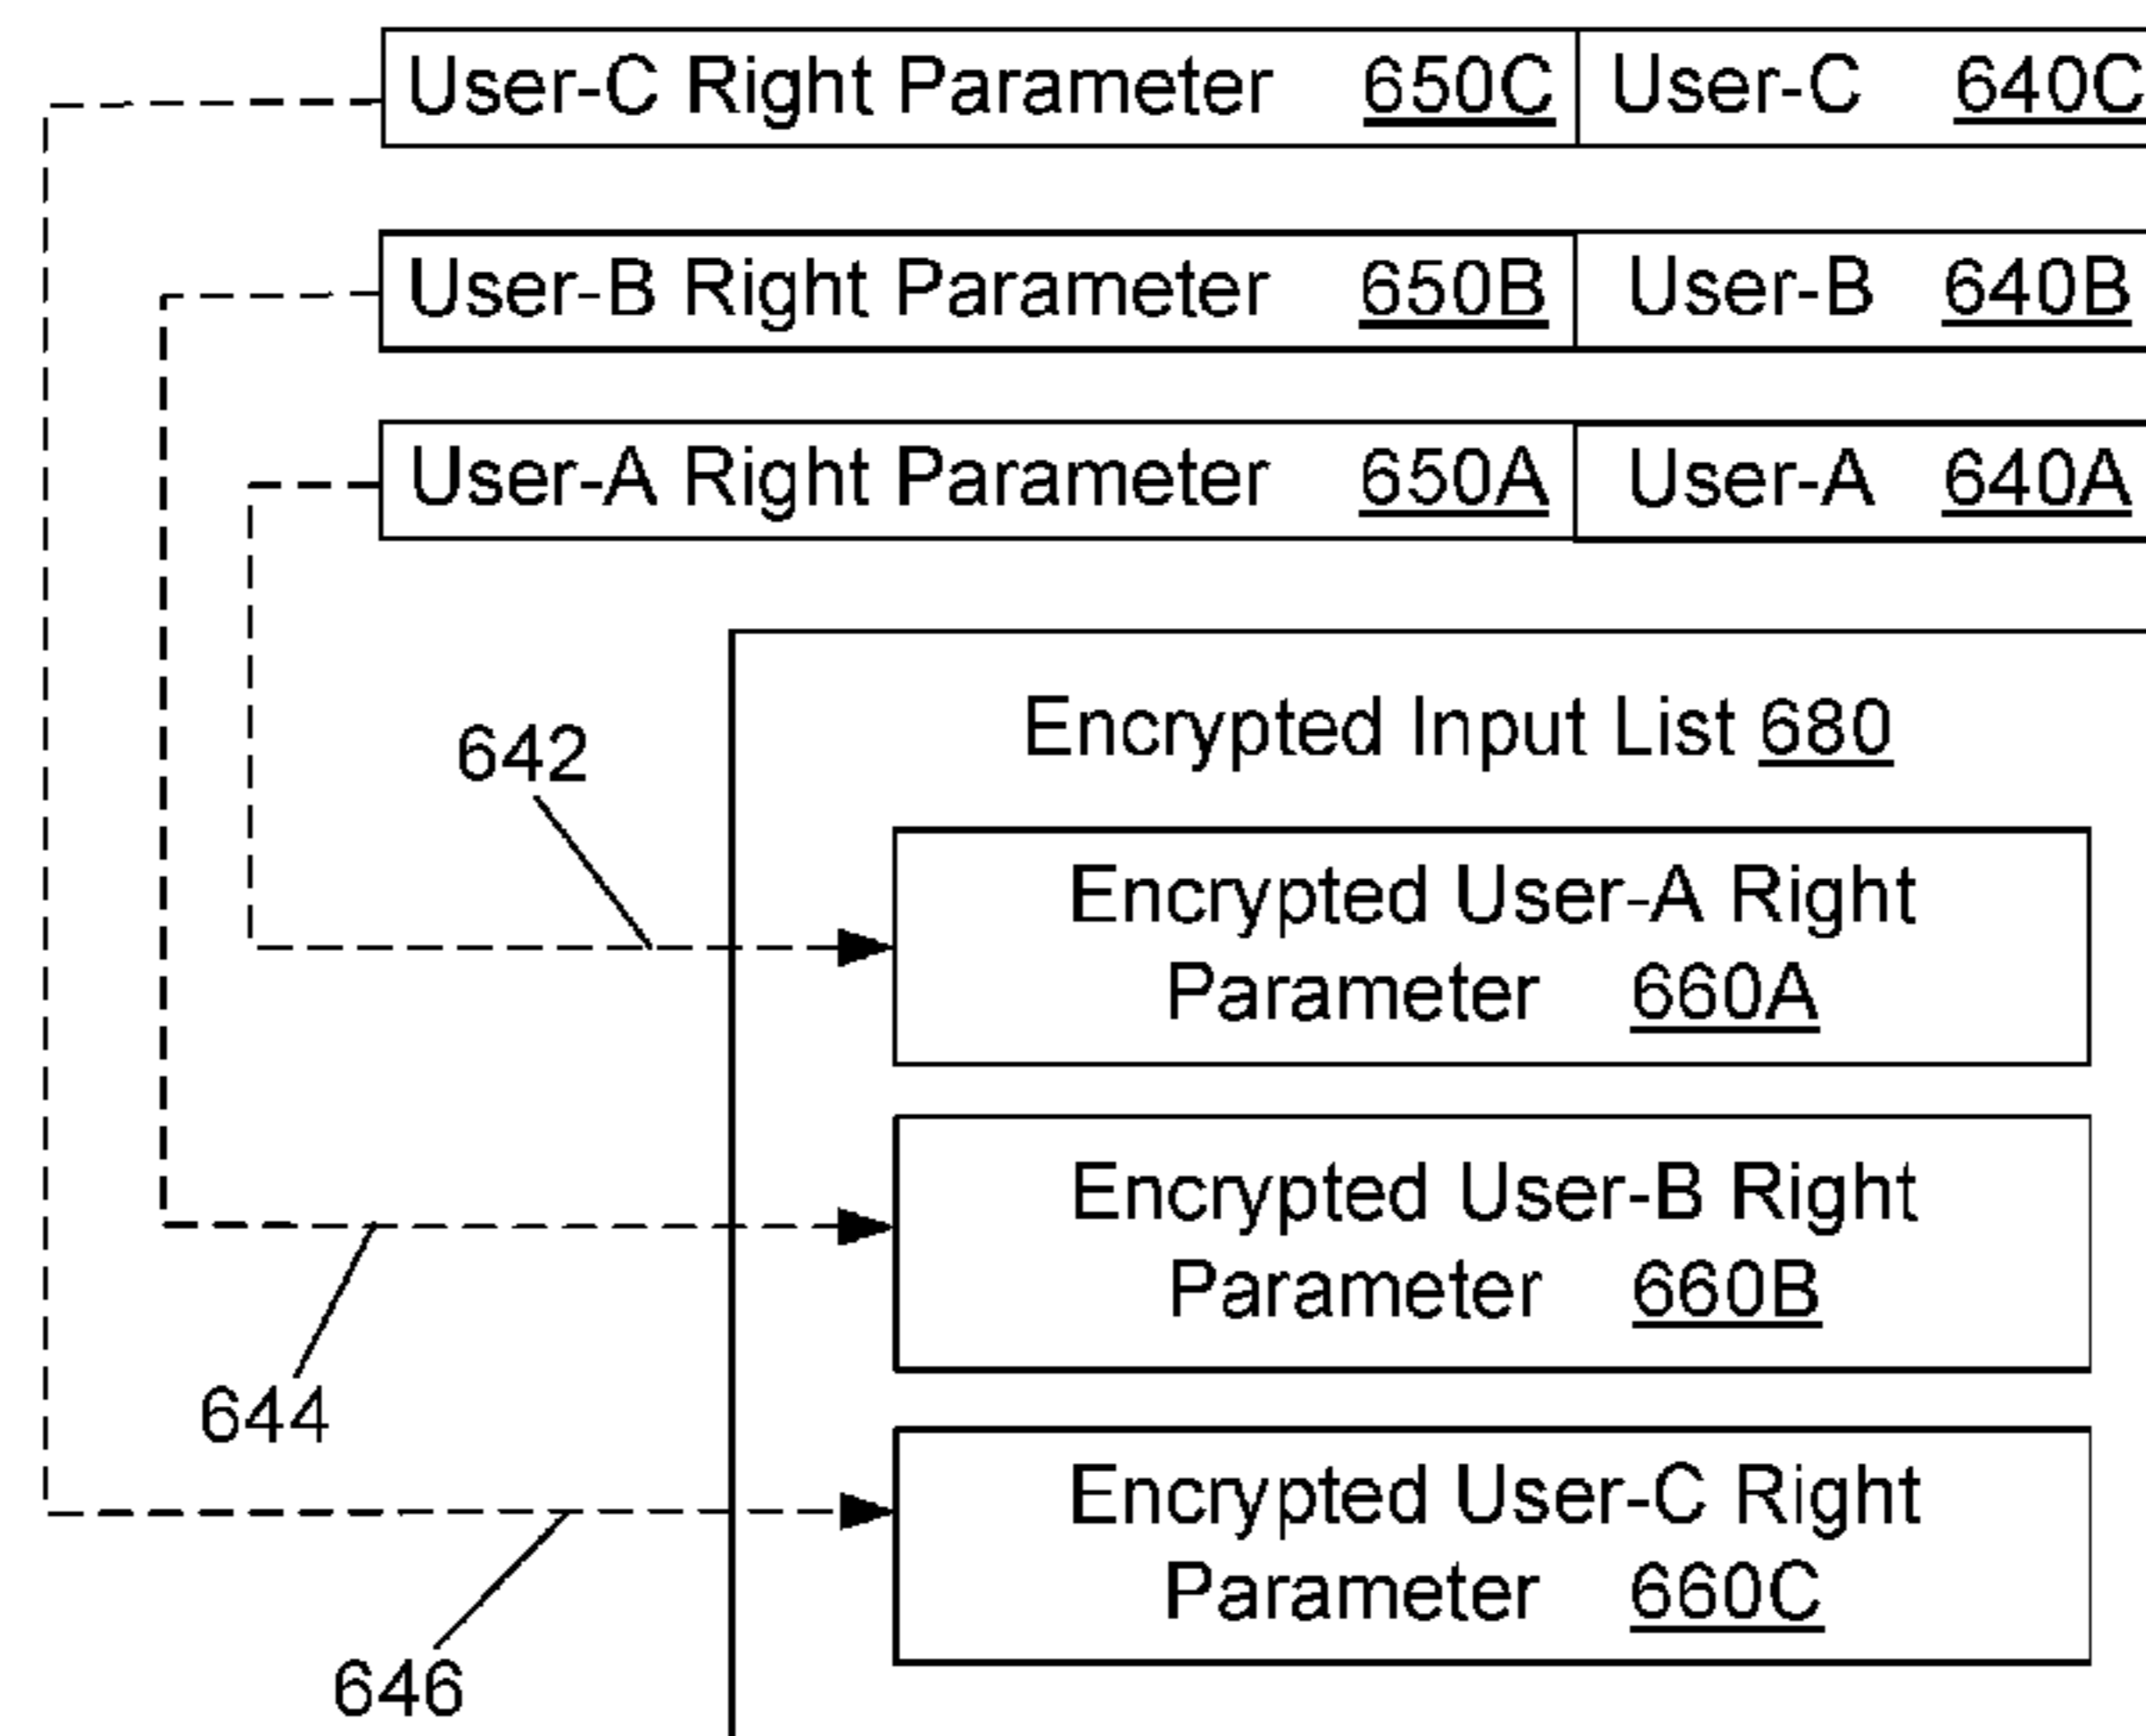 User-C Right Parameter 650C User-C 640C
User-B Right Parameter 650B User-B 640B
User-A Right Parameter 650A User-A 640A
Encrypted Input List 680
642
Encrypted User-A Right
Parameter 660A
Encrypted User-B Right
Parameter 660B
644
Encrypted User-C Right
Parameter 660C
646